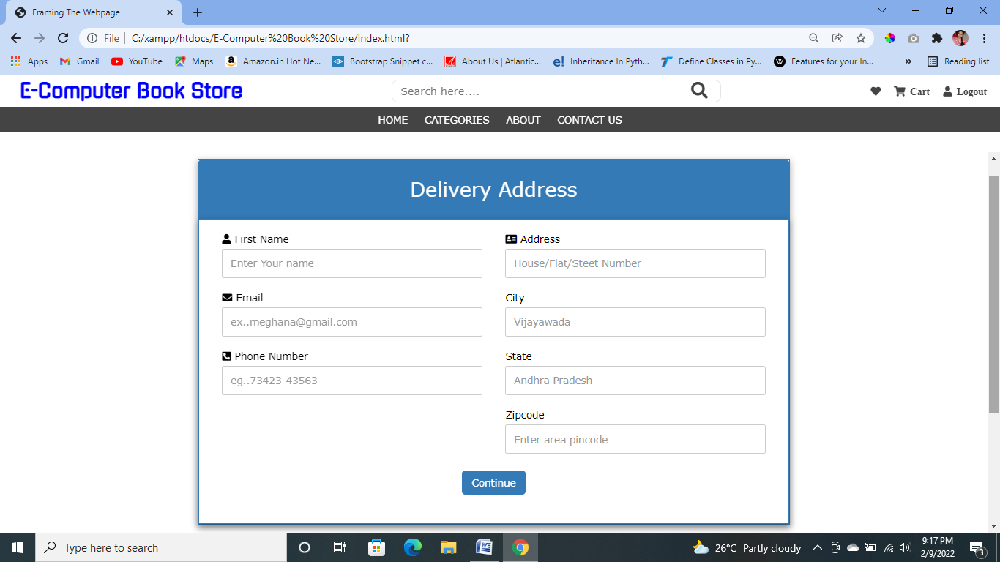 Framing The Webpage
File C:/xampp/htdocs/E-Computer%20Book%20Store/Index.html?
Apps Gmail YouTube Maps Amazon.in Hot Ne... Bootstrap Snippet c... About Us | Atlantic... Inheritance In Pyth... Define Classes in Py... Features for your In... » Reading list
E-Computer Book Store Search here.... Cart Logout
HOME CATEGORIES ABOUT CONTACT US
Delivery Address
First Name
Enter Your name
Email
ex..meghana@gmail.com
Phone Number
eg..73423-43563
Address
House/Flat/Steet Number
City
Vijayawada
State
Andhra Pradesh
Zipcode
Enter area pincode
Continue
Type here to search 26°C Partly cloudy 9:17 PM
2/9/2022 3